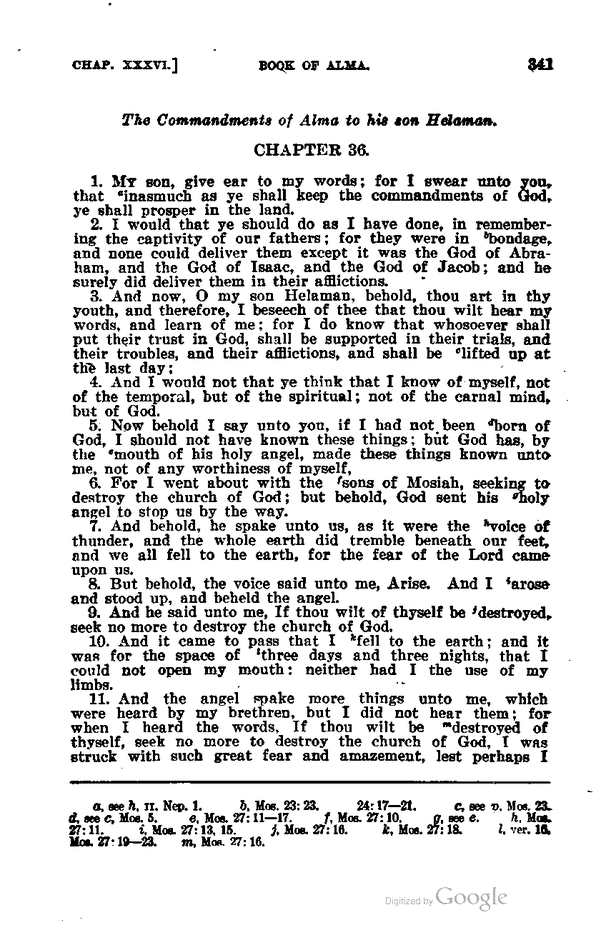 CHAP. XXXVI.] BOOK OF ALMA. 341
The Commandments of Alma to his son Helaman.
CHAPTER 36.
1. MY son, give ear to my words; for I swear unto you,
that ᵃinasmuch as ye shall keep the commandments of God,
ye shall prosper in the land.
2. I would that ye should do as I have done, in remember-
ing the captivity of our fathers; for they were in ᵇbondage,
and none could deliver them except it was the God of Abra-
ham, and the God of Isaac, and the God of Jacob; and he
surely did deliver them in their afflictions.
3. And now, O my son Helaman, behold, thou art in thy
youth, and therefore, I beseech of thee that thou wilt hear my
words, and learn of me; for I do know that whosoever shall
put their trust in God, shall be supported in their trials, and
their troubles, and their afflictions, and shall be ᶜlifted up at
the last day:
4. And I would not that ye think that I know of myself, not
of the temporal, but of the spiritual; not of the carnal mind,
but of God.
5. Now behold I say unto you, if I had not been ᵈborn of
God, I should not have known these things; but God has, by
the ᵉmouth of his holy angel, made these things known unto
me, not of any worthiness of myself,
6. For I went about with the ᶠsons of Mosiah, seeking to
destroy the church of God; but behold, God sent his ᵍholy
angel to stop us by the way.
7. And behold, he spake unto us, as it were the ʰvoice of
thunder, and the whole earth did tremble beneath our feet,
and we all fell to the earth, for the fear of the Lord came
upon us.
8. But behold, the voice said unto me, Arise. And I ⁱarose
and stood up, and beheld the angel.
9. And he said unto me, If thou wilt of thyself be ʲdestroyed,
seek no more to destroy the church of God.
10. And it came to pass that I ᵏfell to the earth; and it
was for the space of ˡthree days and three nights, that I
could not open my mouth: neither had I the use of my
limbs.
11. And the angel spake more things unto me, which
were heard by my brethren, but I did not hear them; for
when I heard the words, If thou wilt be ᵐdestroyed of
thyself, seek no more to destroy the church of God, I was
struck with such great fear and amazement, lest perhaps I
a, see h, II. Nep. 1. b, Mos. 23:23. 24:17—21. c, see v. Mos. 23.
d, see c, Mos. 5. e, Mos. 27:11—17. f, Mos. 27:10. g, see e. h, Mos.
27:11. i, Mos. 27:13, 15. j, Mos. 27:16. k, Mos. 27:18. l, ver. 16,
Mos. 27:19—23. m, Mos. 27:16.
Digitized by Google